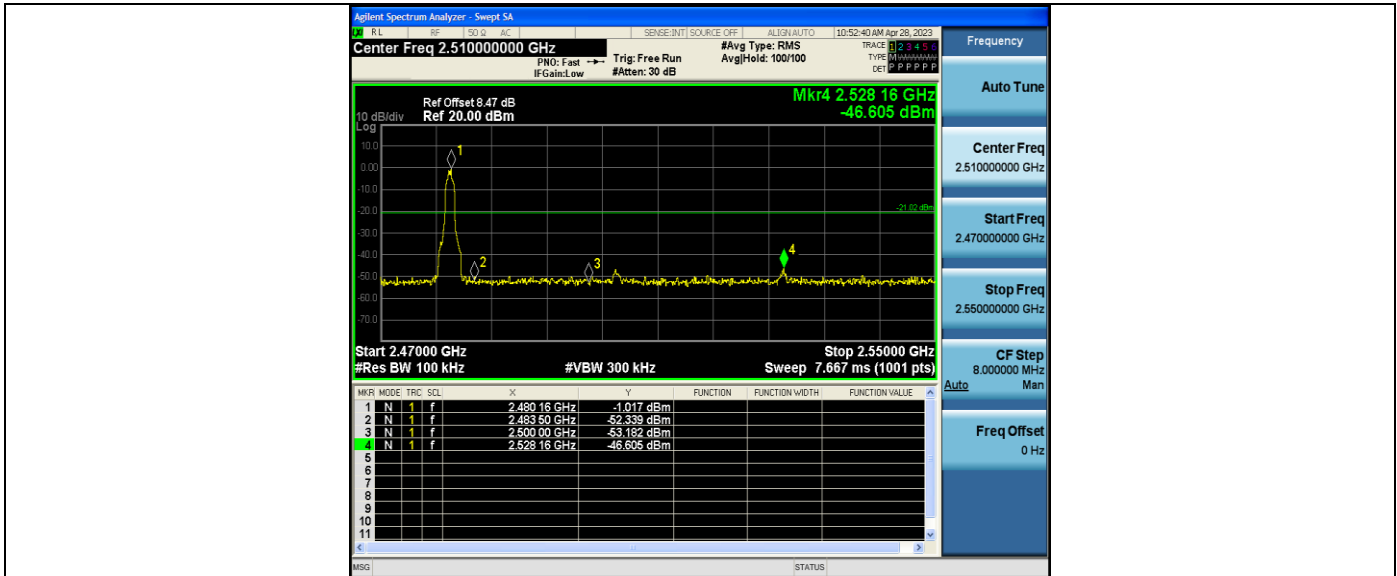 Agilent Spectrum Analyzer - Swept SA
RL RF 50 Ω AC SENSE:INT SOURCE OFF ALIGN AUTO 10:52:40 AM Apr 28, 2023
Center Freq 2.510000000 GHz
PNO: Fast
IFGain:Low
Trig: Free Run
#Atten: 30 dB
#Avg Type: RMS
Avg|Hold: 100/100
TRACE 1 2 3 4 5 6
TYPE M
DET P P P P P P
Mkr4 2.528 16 GHz
-46.605 dBm
Ref Offset 8.47 dB
10 dB/div Ref 20.00 dBm
Log
10.0
0.00
-10.0
-20.0
-30.0
-40.0
-50.0
-60.0
-70.0
1
2
3
4
-21.02 dBm
Start 2.47000 GHz Stop 2.55000 GHz
#Res BW 100 kHz #VBW 300 kHz Sweep 7.667 ms (1001 pts)
MKR MODE TRC SCL X Y FUNCTION FUNCTION WIDTH FUNCTION VALUE
1 N 1 f 2.480 16 GHz -1.017 dBm
2 N 1 f 2.483 50 GHz -52.339 dBm
3 N 1 f 2.500 00 GHz -53.182 dBm
4 N 1 f 2.528 16 GHz -46.605 dBm
5
6
7
8
9
10
11
MSG STATUS
Frequency
Auto Tune
Center Freq
2.510000000 GHz
Start Freq
2.470000000 GHz
Stop Freq
2.550000000 GHz
CF Step
8.000000 MHz
Auto Man
Freq Offset
0 Hz